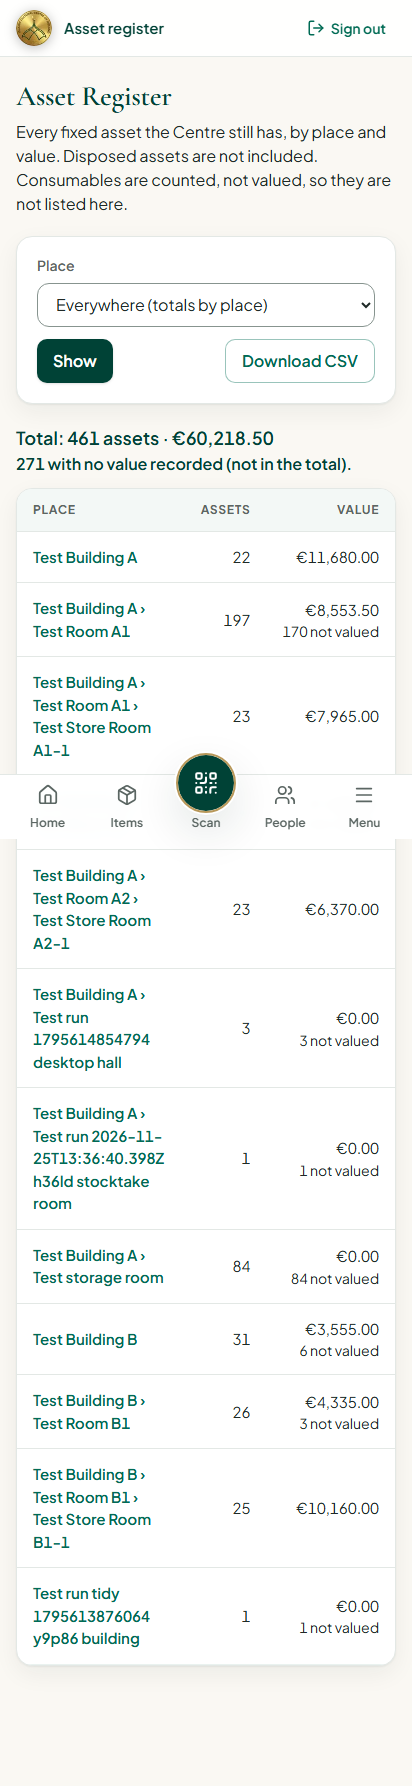 Asset register
Sign out
Asset Register
Every fixed asset the Centre still has, by place and
value. Disposed assets are not included.
Consumables are counted, not valued, so they are
not listed here.
Place
Everywhere (totals by place)
Show
Download CSV
Total: 461 assets · €60,218.50
271 with no value recorded (not in the total).
PLACE ASSETS VALUE
Test Building A 22 €11,680.00
Test Building A ›
Test Room A1
197
€8,553.50
170 not valued
Test Building A ›
Test Room A1 ›
Test Store Room
A1-1
23
€7,965.00
Home
Items
Scan
People
Menu
Test Building A ›
Test Room A2 ›
Test Store Room
A2-1
23
€6,370.00
Test Building A ›
Test run
1795614854794
desktop hall
3
€0.00
3 not valued
Test Building A ›
Test run 2026-11-
25T13:36:40.398Z
h36ld stocktake
room
1
€0.00
1 not valued
Test Building A ›
Test storage room
84
€0.00
84 not valued
Test Building B
31
€3,555.00
6 not valued
Test Building B ›
Test Room B1
26
€4,335.00
3 not valued
Test Building B ›
Test Room B1 ›
Test Store Room
B1-1
25
€10,160.00
Test run tidy
1795613876064
y9p86 building
1
€0.00
1 not valued